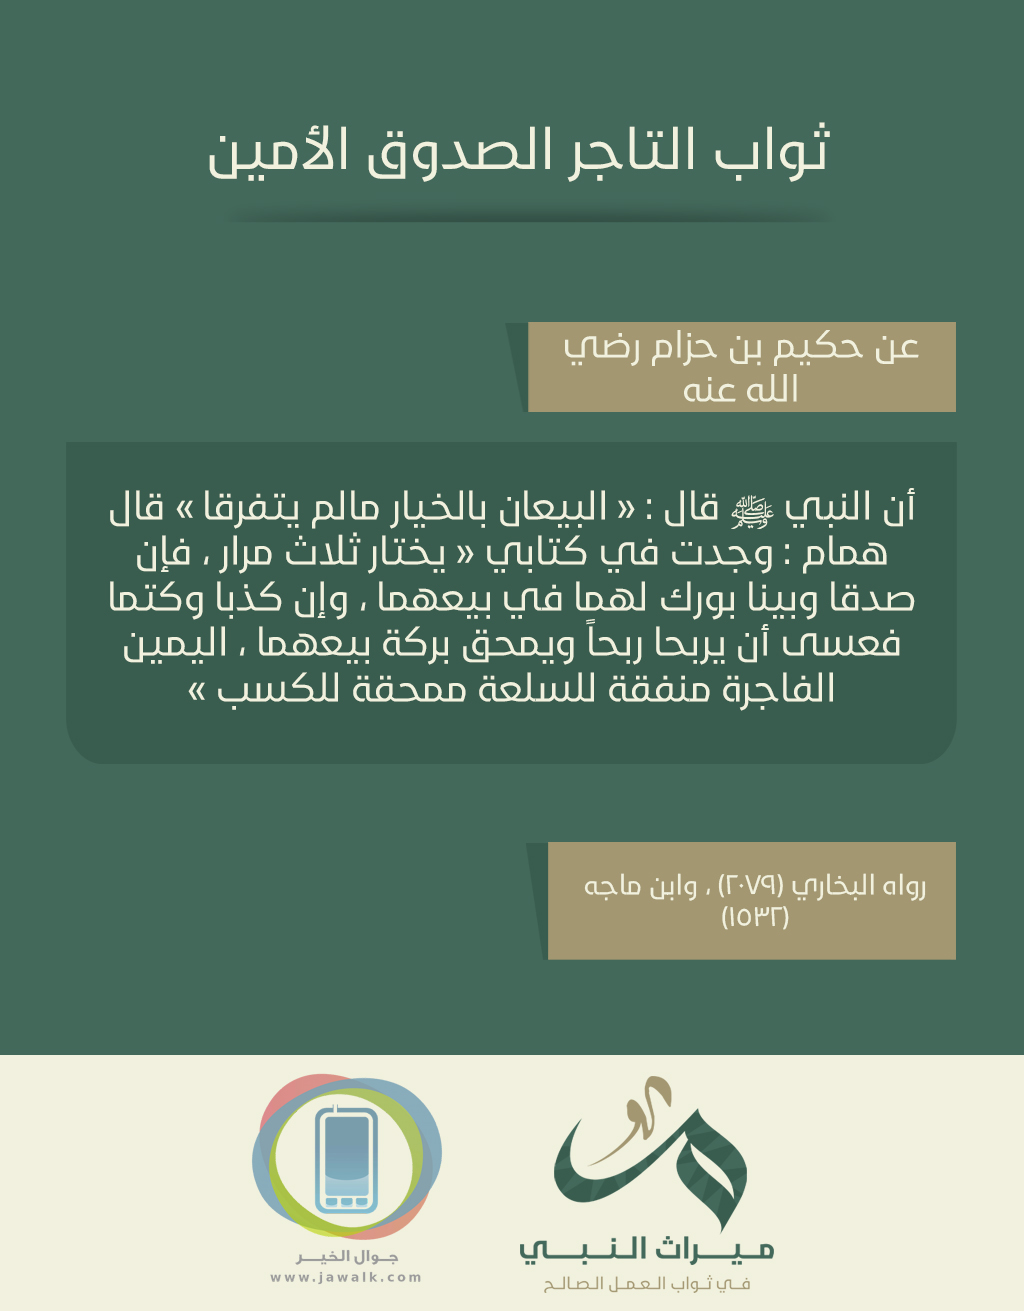 ثواب التاجر الصدوق الأمين
عن حكيم بن حزام رضي
الله عنه
أن النبي ﷺ قال : « البيعان بالخيار مالم يتفرقا » قال
همام : وجدت في كتابي « يختار ثلاث مرار ، فإن
صدقا وبينا بورك لهما في بيعهما ، وإن كذبا وكتما
فعسى أن يربحا ربحاً ويمحق بركة بيعهما ، اليمين
الفاجرة منفقة للسلعة ممحقة للكسب »
رواه البخاري (٢٠٧٩) ، وابن ماجه
(١٥٣٢)
ميراث النبي
في ثواب العمل الصالح
جوال الخير
www.jawalk.com